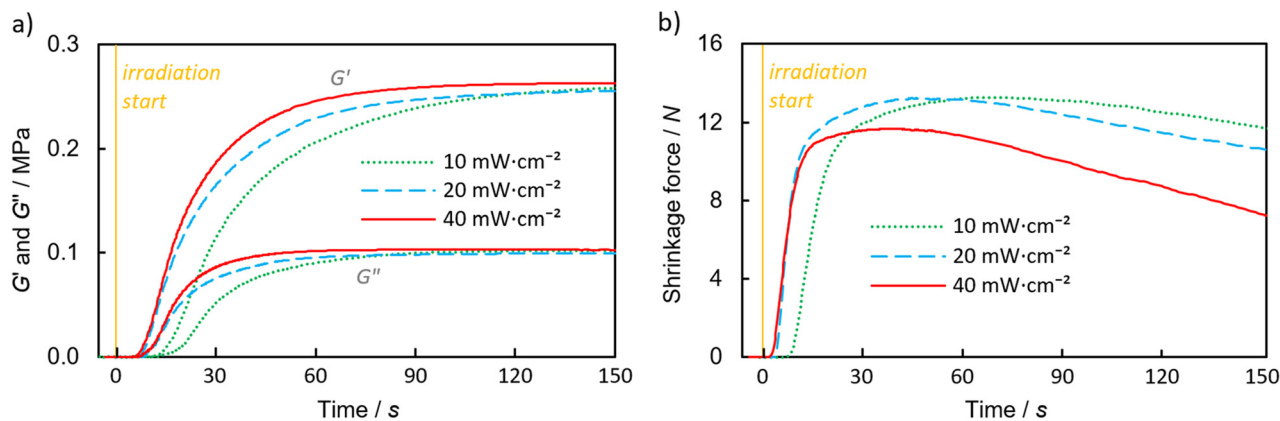 a)
G' and G'' / MPa
0.3
0.2
0.1
0.0
irradiation
start
G'
10 mW·cm⁻²
20 mW·cm⁻²
40 mW·cm⁻²
G''
0
30
60
90
120
150
Time / s
b)
Shrinkage force / N
16
12
8
4
0
irradiation
start
10 mW·cm⁻²
20 mW·cm⁻²
40 mW·cm⁻²
0
30
60
90
120
150
Time / s